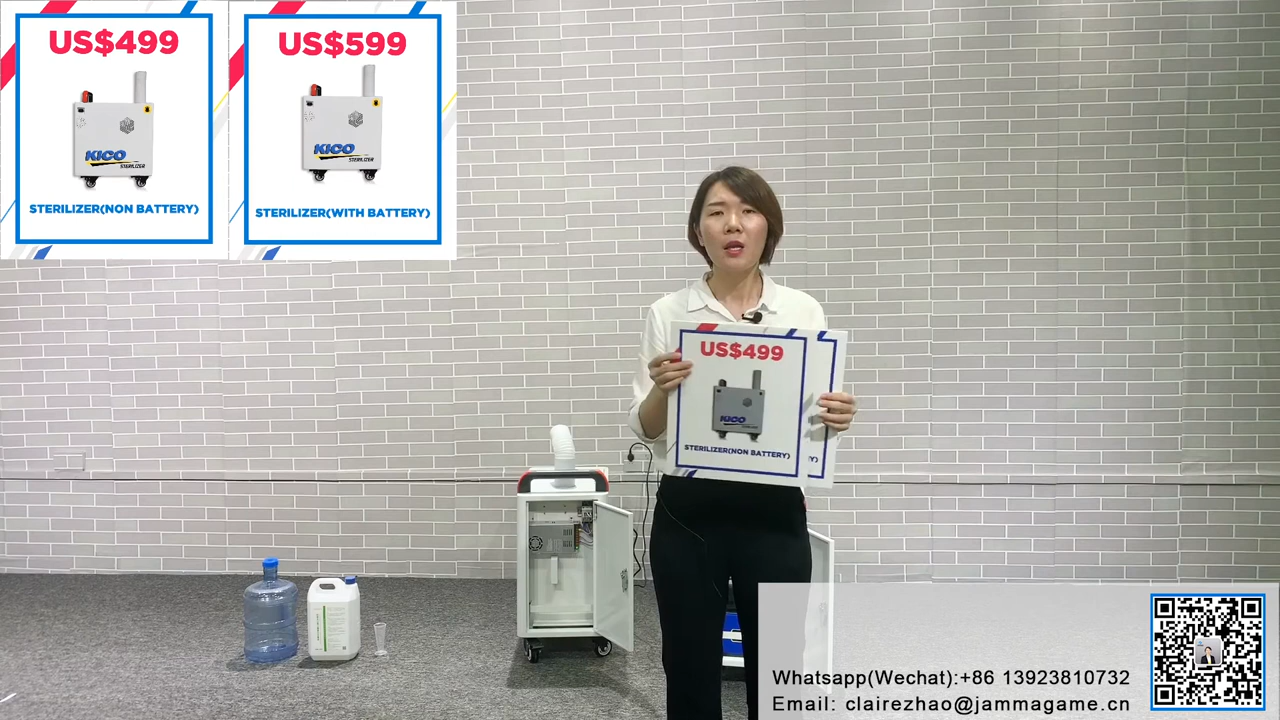 US$499
KICO
STERILIZER
STERILIZER(NON BATTERY)
US$599
KICO
STERILIZER
STERILIZER(WITH BATTERY)
US$499
KICO
STERILIZER(NON BATTERY)
Y)
Whatsapp(Wechat):+86 13923810732
Email: clairezhao@jammagame.cn